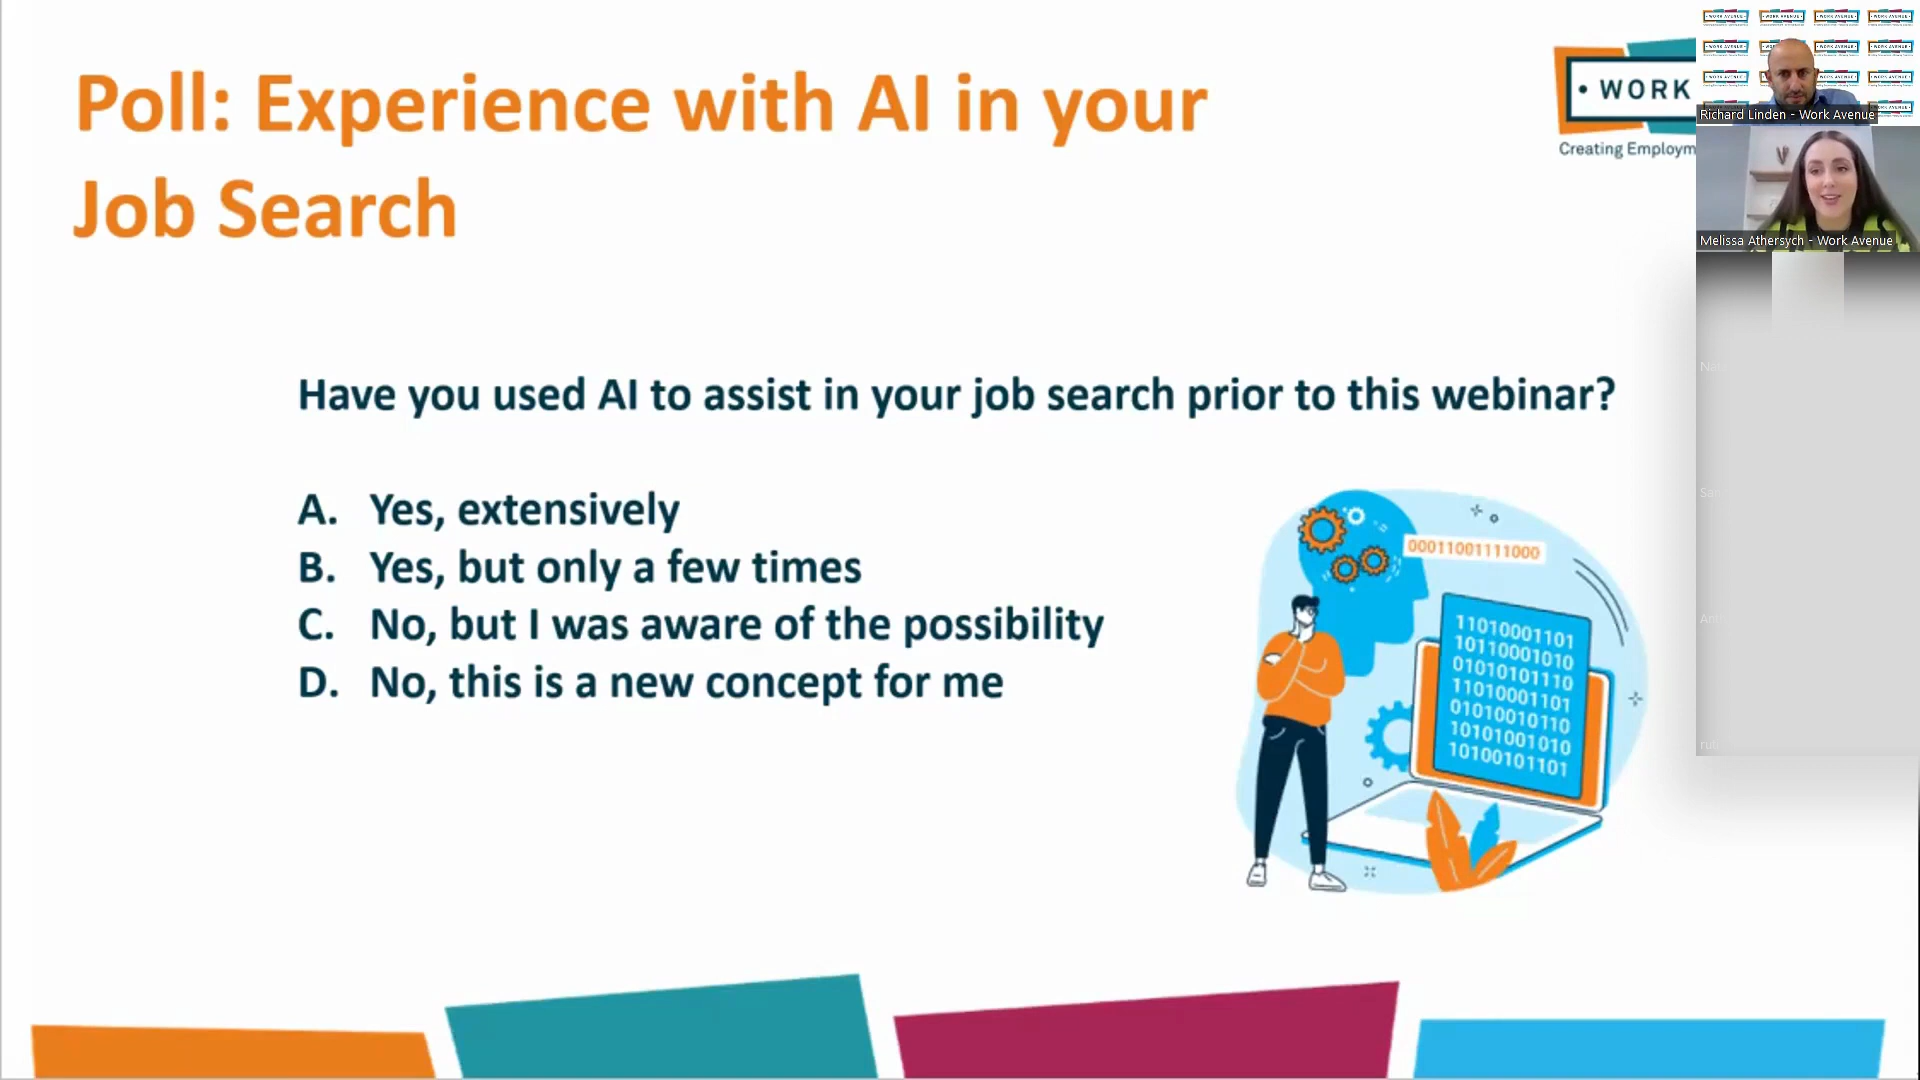 Poll: Experience with AI in your
Job Search
WORK
Creating Employm
Have you used AI to assist in your job search prior to this webinar?
A. Yes, extensively
B. Yes, but only a few times
C. No, but I was aware of the possibility
D. No, this is a new concept for me
00011001111000
11010001101
10110001010
01010101110
11010001101
01010010110
10101001010
10100101101
Richard Linden - Work Avenue
Melissa Athersych - Work Avenue